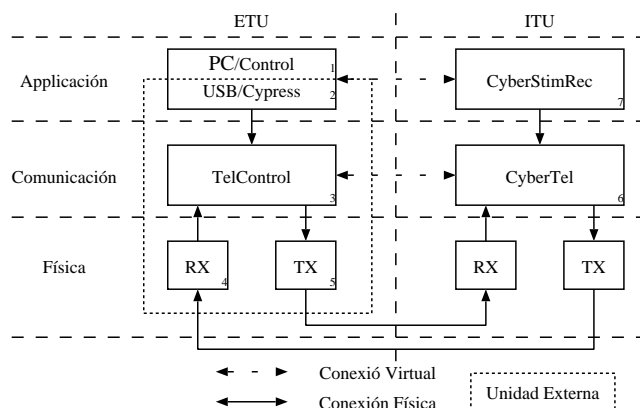 ETU ITU
Applicación
PC/Control 1
USB/Cypress 2
CyberStimRec 7
Comunicación
TelControl 3
CyberTel 6
Física
RX 4
TX 5
RX
TX
Conexió Virtual
Conexión Física
Unidad Externa